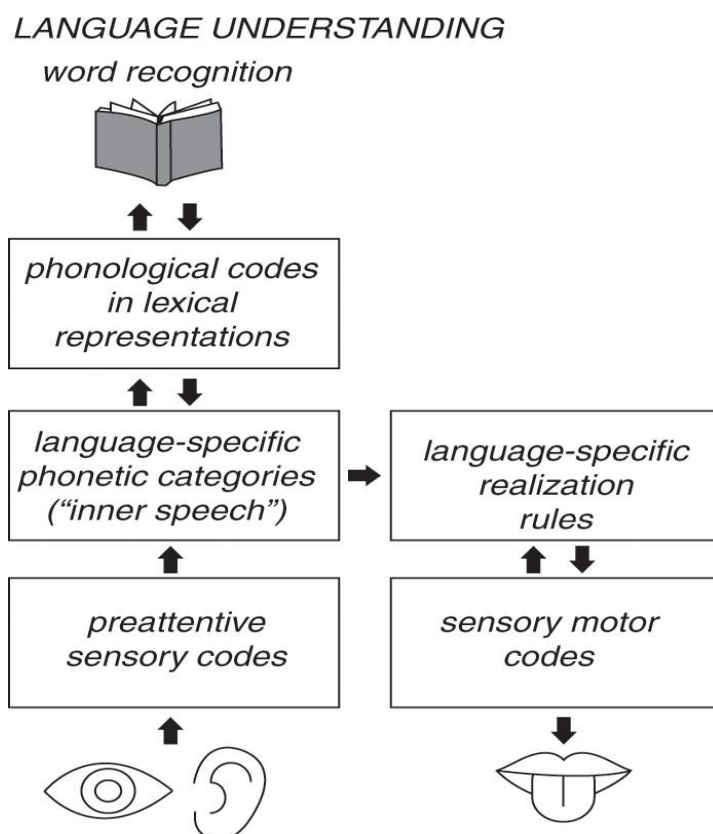 LANGUAGE UNDERSTANDING
word recognition
phonological codes
in lexical
representations
language-specific
phonetic categories
(“inner speech”)
language-specific
realization
rules
preattentive
sensory codes
sensory motor
codes